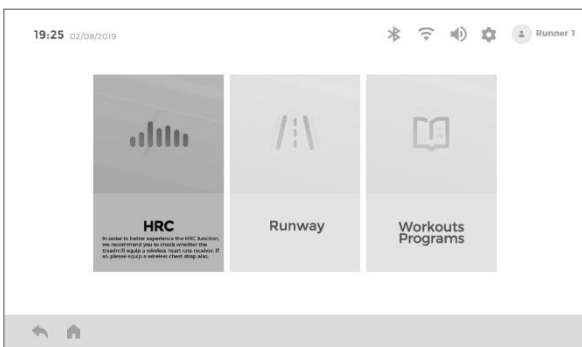 19:25 02/08/2019
Runner 1
HRC
In order to better experience the HRC function,
we recommend you to check whether the
treadmill equip a wireless heart rate receiver. If
so, please equip a wireless chest strap also.
Runway
Workouts
Programs